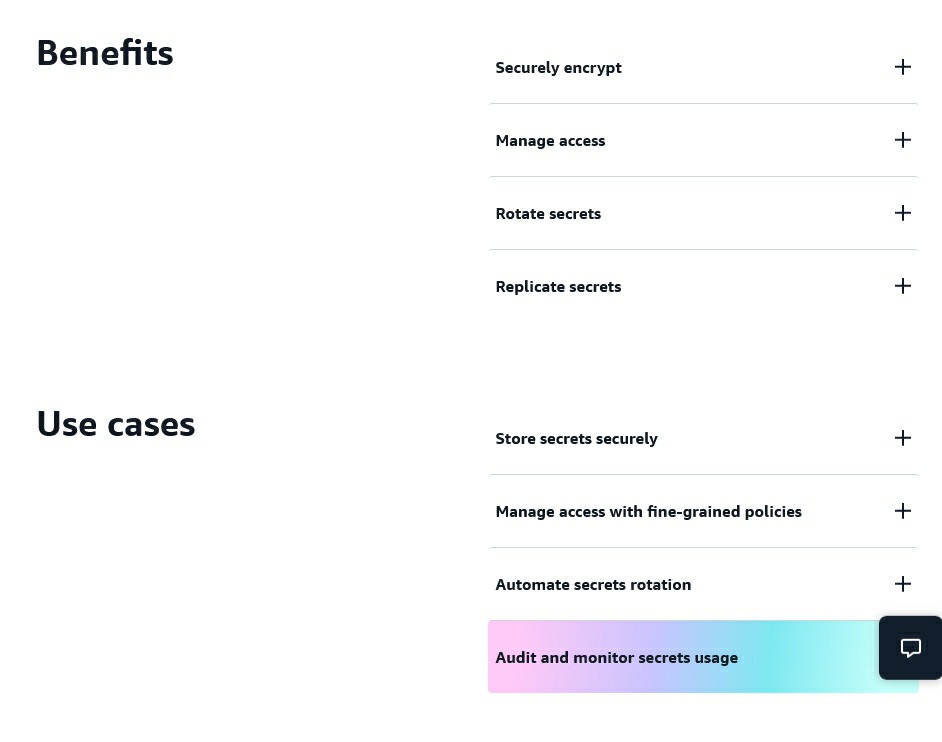 Benefits
Securely encrypt
Manage access
Rotate secrets
Replicate secrets
Use cases
Store secrets securely
Manage access with fine-grained policies
Automate secrets rotation
Audit and monitor secrets usage